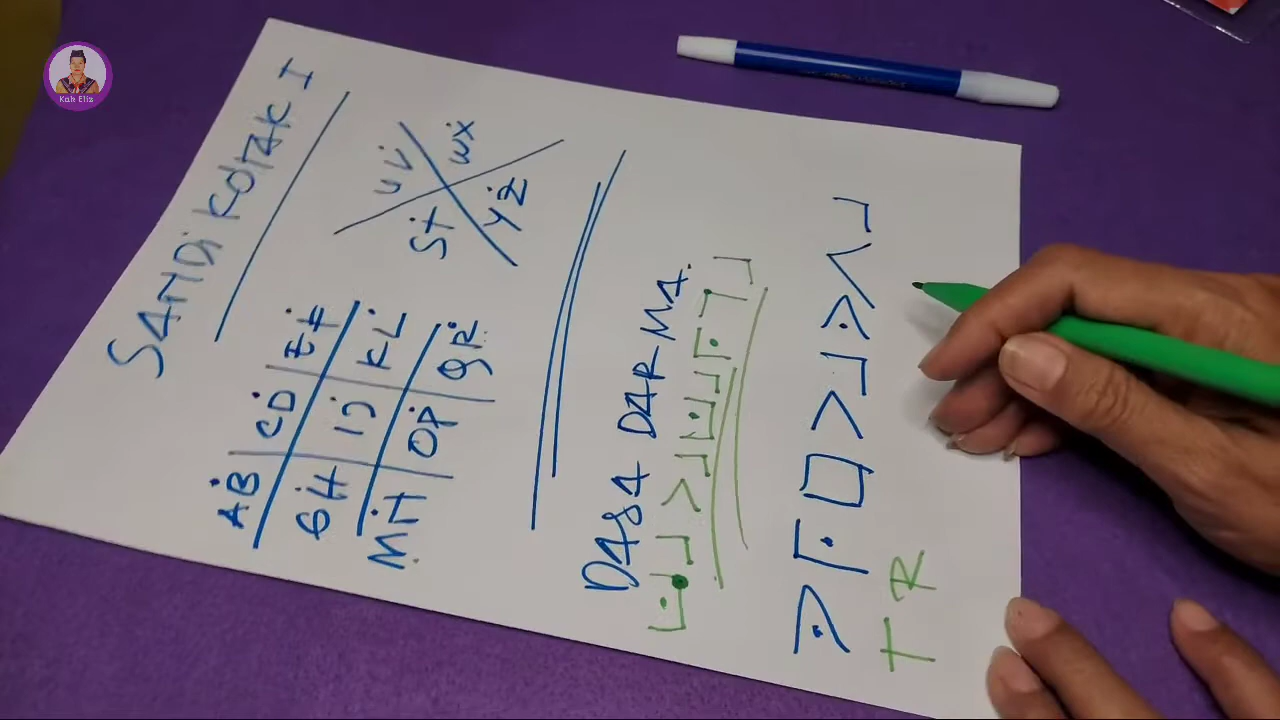 Kak Eliz
SANDI KOTAK I
AB CD EF
GH IJ KL
MN OP QR
UV
ST WX
YZ
DASA DARMA.
T R